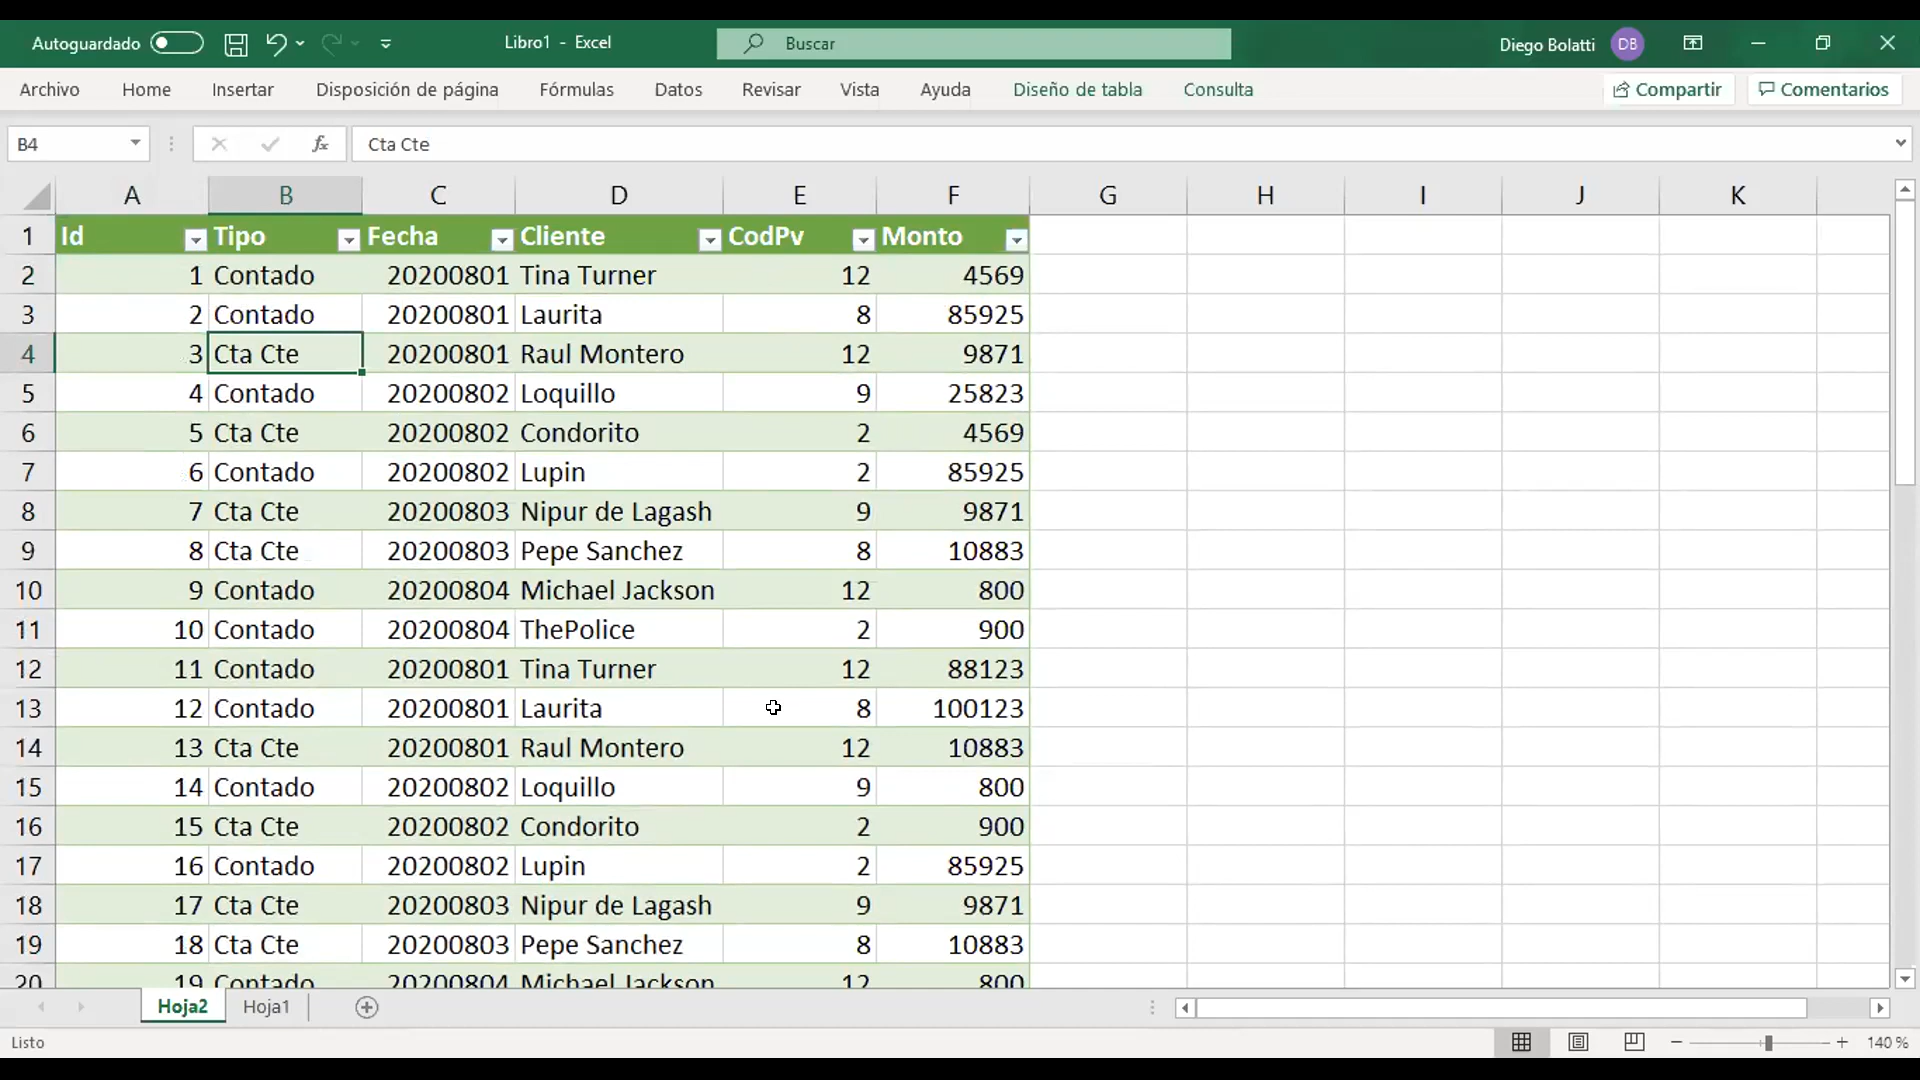 Autoguardado Libro1 - Excel Buscar Diego Bolatti DB
Archivo Home Insertar Disposición de página Fórmulas Datos Revisar Vista Ayuda Diseño de tabla Consulta Compartir Comentarios
B4 fx Cta Cte
A B C D E F G H I J K
1 Id Tipo Fecha Cliente CodPv Monto
2 1 Contado 20200801 Tina Turner 12 4569
3 2 Contado 20200801 Laurita 8 85925
4 3 Cta Cte 20200801 Raul Montero 12 9871
5 4 Contado 20200802 Loquillo 9 25823
6 5 Cta Cte 20200802 Condorito 2 4569
7 6 Contado 20200802 Lupin 2 85925
8 7 Cta Cte 20200803 Nipur de Lagash 9 9871
9 8 Cta Cte 20200803 Pepe Sanchez 8 10883
10 9 Contado 20200804 Michael Jackson 12 800
11 10 Contado 20200804 ThePolice 2 900
12 11 Contado 20200801 Tina Turner 12 88123
13 12 Contado 20200801 Laurita 8 100123
14 13 Cta Cte 20200801 Raul Montero 12 10883
15 14 Contado 20200802 Loquillo 9 800
16 15 Cta Cte 20200802 Condorito 2 900
17 16 Contado 20200802 Lupin 2 85925
18 17 Cta Cte 20200803 Nipur de Lagash 9 9871
19 18 Cta Cte 20200803 Pepe Sanchez 8 10883
20 19 Contado 20200804 Michael Jackson 12 800
Hoja2 Hoja1
Listo 140 %